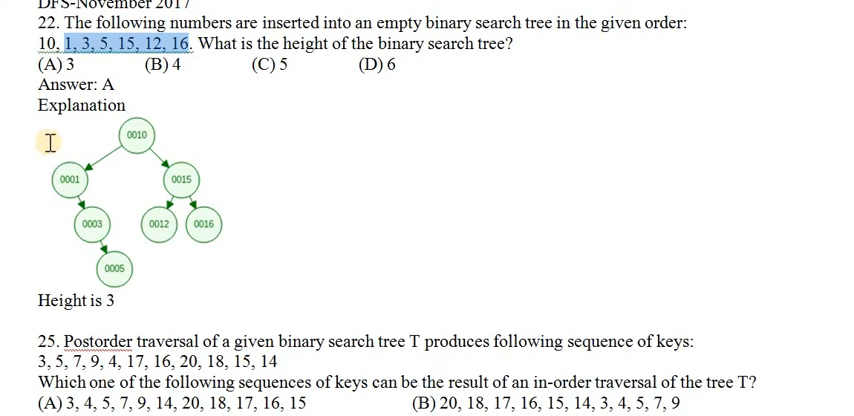 DFS-November 2017
22. The following numbers are inserted into an empty binary search tree in the given order:
10, 1, 3, 5, 15, 12, 16. What is the height of the binary search tree?
(A) 3 (B) 4 (C) 5 (D) 6
Answer: A
Explanation
0010
0001 0015
0003 0012 0016
0005
Height is 3
25. Postorder traversal of a given binary search tree T produces following sequence of keys:
3, 5, 7, 9, 4, 17, 16, 20, 18, 15, 14
Which one of the following sequences of keys can be the result of an in-order traversal of the tree T?
(A) 3, 4, 5, 7, 9, 14, 20, 18, 17, 16, 15 (B) 20, 18, 17, 16, 15, 14, 3, 4, 5, 7, 9